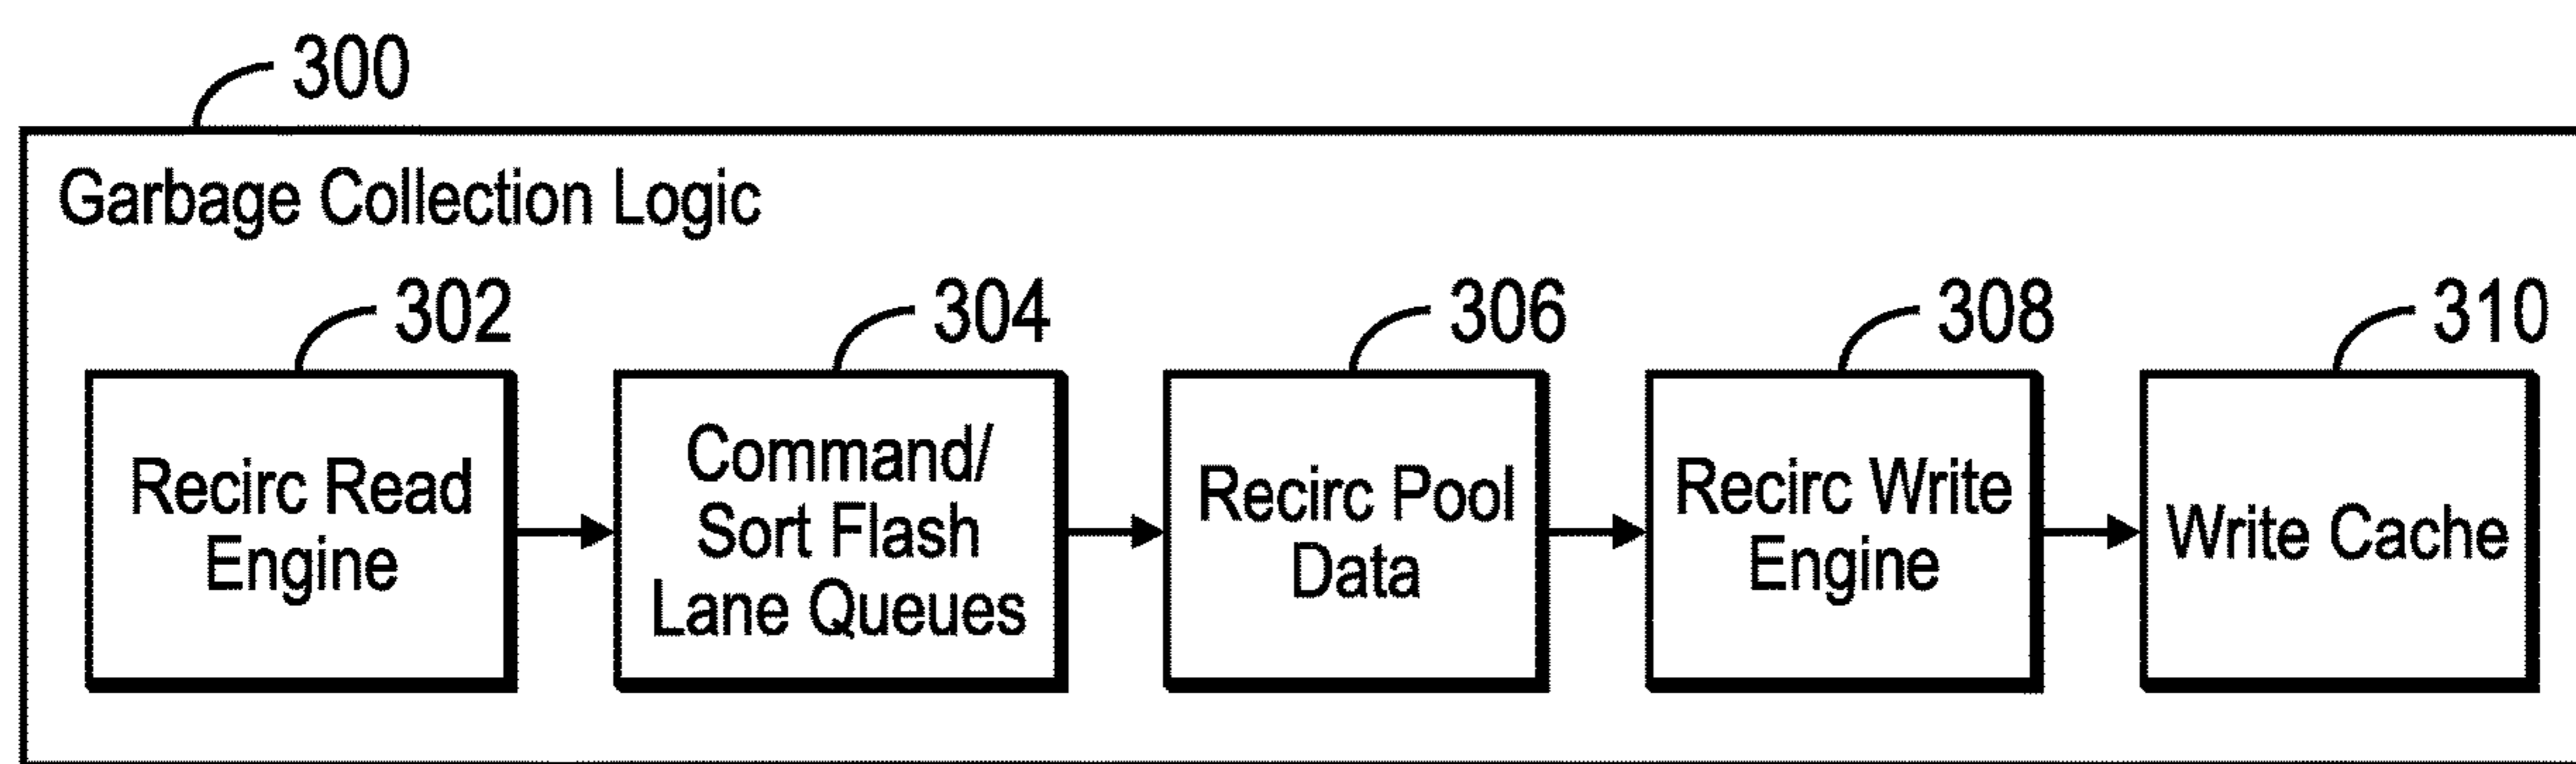 300
Garbage Collection Logic
302
304
306
308
310
Recirc Read
Engine
Command/
Sort Flash
Lane Queues
Recirc Pool
Data
Recirc Write
Engine
Write Cache